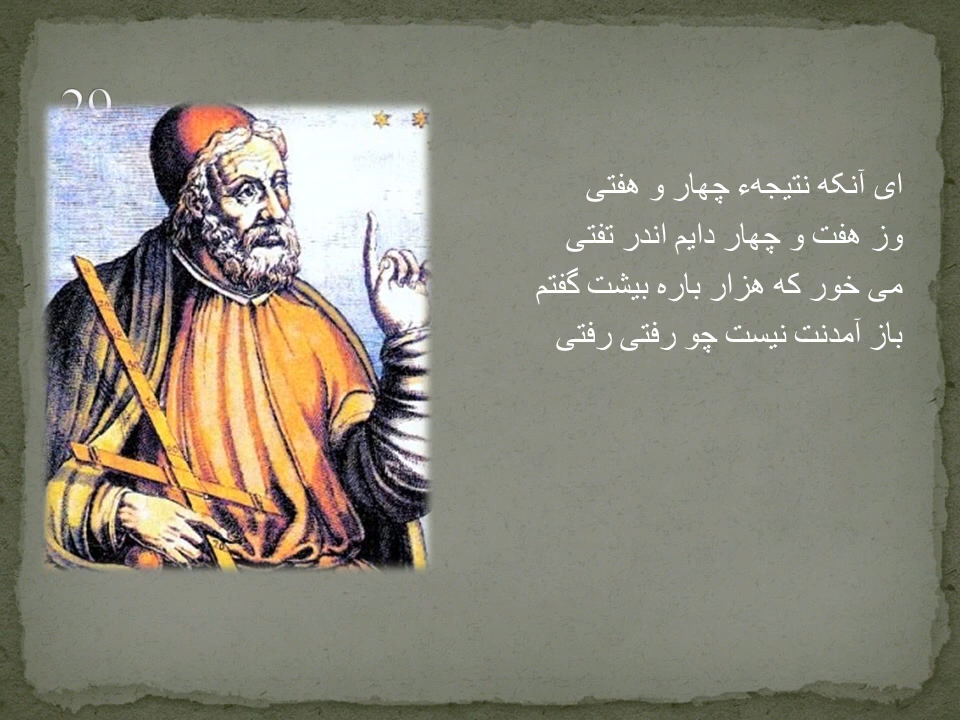 29
ای آنکه نتیجهء چهار و هفتی
وز هفت و چهار دایم اندر تفتی
می خور که هزار باره بیشت گفتم
باز آمدنت نیست چو رفتی رفتی